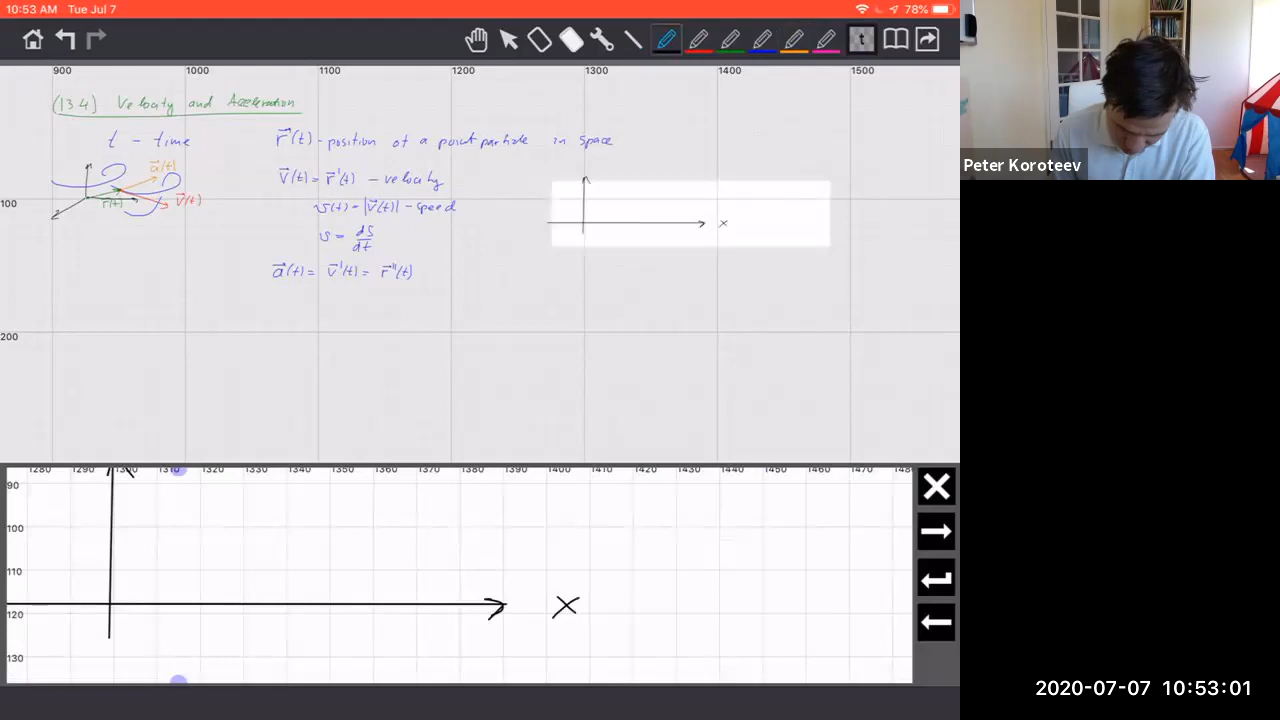 10:53 AM Tue Jul 7
78%
t
900 1000 1100 1200 1300 1400 1500
(13.4) Velocity and Acceleration
t - time
r⃗(t) - position of a point particle in space
a⃗(t)
v⃗(t) = r⃗'(t) - velocity
r⃗(t)
v⃗(t)
v(t) = |v⃗(t)| - speed
v = ds/dt
a⃗(t) = v⃗'(t) = r⃗''(t)
x
100
200
1280 1290 1300 1310 1320 1330 1340 1350 1360 1370 1380 1390 1400 1410 1420 1430 1440 1450 1460 1470 148
90
100
110
120
130
x
Peter Koroteev
2020-07-07 10:53:01